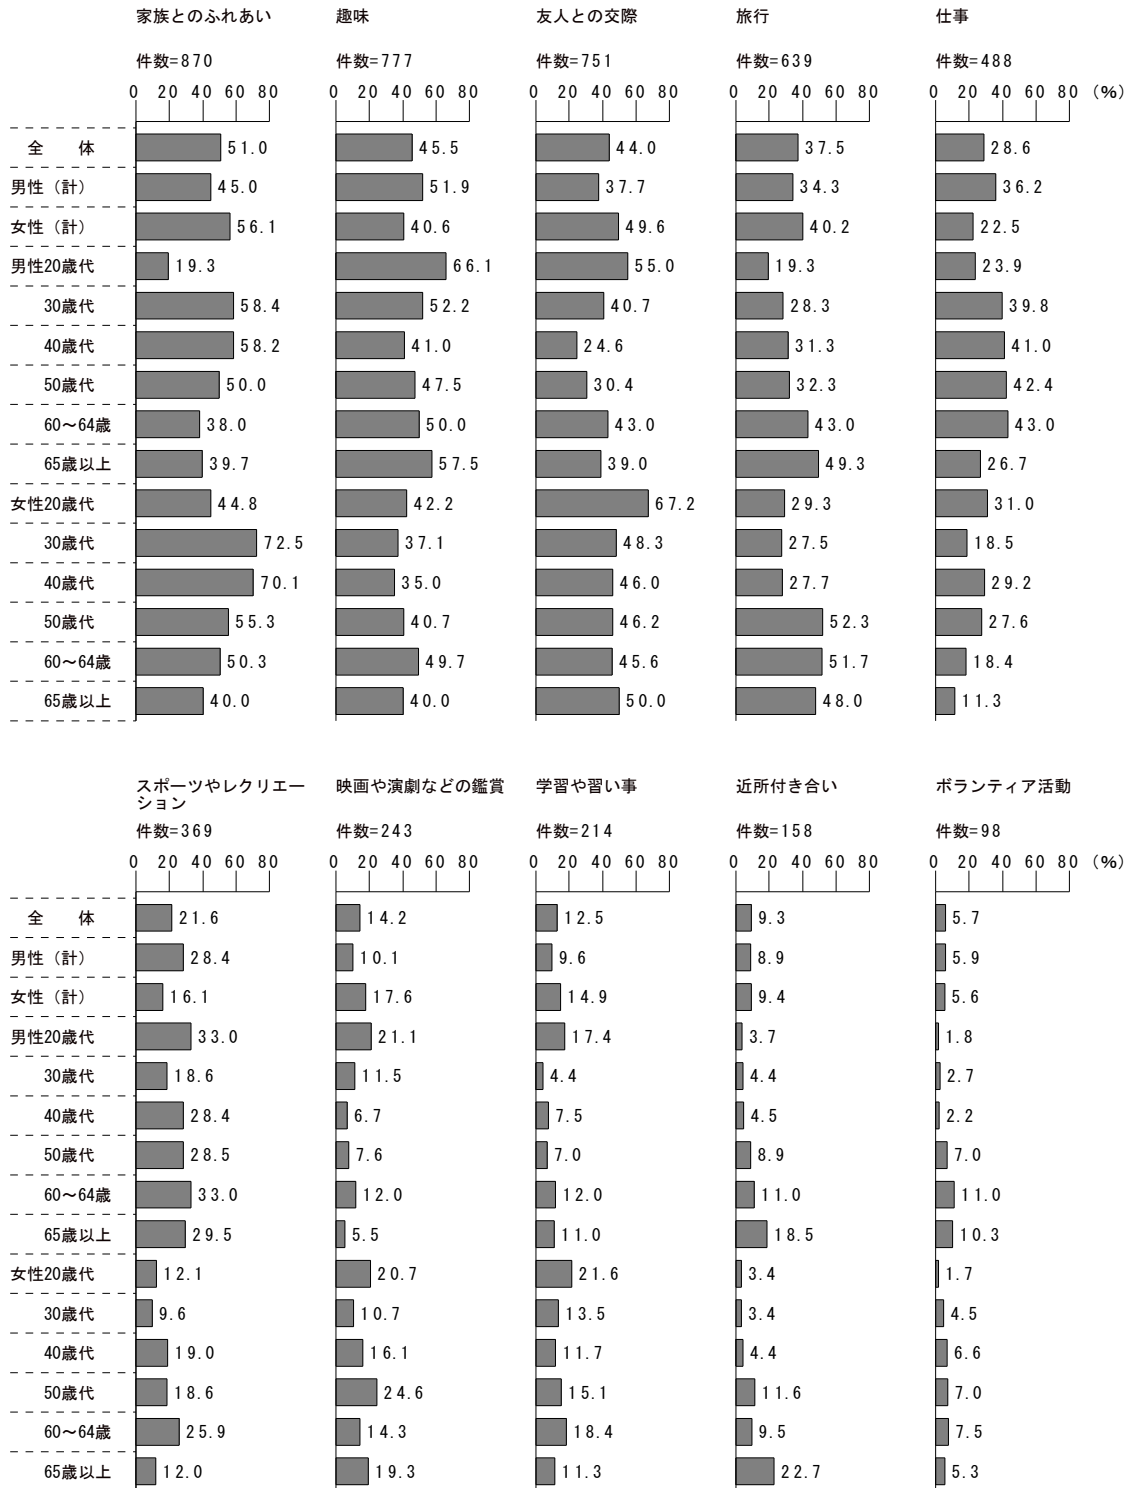 家族とのふれあい 趣味 友人との交際 旅行 仕事
件数=870 件数=777 件数=751 件数=639 件数=488
0 20 40 60 80 0 20 40 60 80 0 20 40 60 80 0 20 40 60 80 0 20 40 60 80 (%)
全 体 51.0 45.5 44.0 37.5 28.6
男性(計) 45.0 51.9 37.7 34.3 36.2
女性(計) 56.1 40.6 49.6 40.2 22.5
男性20歳代 19.3 66.1 55.0 19.3 23.9
30歳代 58.4 52.2 40.7 28.3 39.8
40歳代 58.2 41.0 24.6 31.3 41.0
50歳代 50.0 47.5 30.4 32.3 42.4
60～64歳 38.0 50.0 43.0 43.0 43.0
65歳以上 39.7 57.5 39.0 49.3 26.7
女性20歳代 44.8 42.2 67.2 29.3 31.0
30歳代 72.5 37.1 48.3 27.5 18.5
40歳代 70.1 35.0 46.0 27.7 29.2
50歳代 55.3 40.7 46.2 52.3 27.6
60～64歳 50.3 49.7 45.6 51.7 18.4
65歳以上 40.0 40.0 50.0 48.0 11.3
スポーツやレクリエー 映画や演劇などの鑑賞 学習や習い事 近所付き合い ボランティア活動
ション
件数=369 件数=243 件数=214 件数=158 件数=98
0 20 40 60 80 0 20 40 60 80 0 20 40 60 80 0 20 40 60 80 0 20 40 60 80 (%)
全 体 21.6 14.2 12.5 9.3 5.7
男性(計) 28.4 10.1 9.6 8.9 5.9
女性(計) 16.1 17.6 14.9 9.4 5.6
男性20歳代 33.0 21.1 17.4 3.7 1.8
30歳代 18.6 11.5 4.4 4.4 2.7
40歳代 28.4 6.7 7.5 4.5 2.2
50歳代 28.5 7.6 7.0 8.9 7.0
60～64歳 33.0 12.0 12.0 11.0 11.0
65歳以上 29.5 5.5 11.0 18.5 10.3
女性20歳代 12.1 20.7 21.6 3.4 1.7
30歳代 9.6 10.7 13.5 3.4 4.5
40歳代 19.0 16.1 11.7 4.4 6.6
50歳代 18.6 24.6 15.1 11.6 7.0
60～64歳 25.9 14.3 18.4 9.5 7.5
65歳以上 12.0 19.3 11.3 22.7 5.3